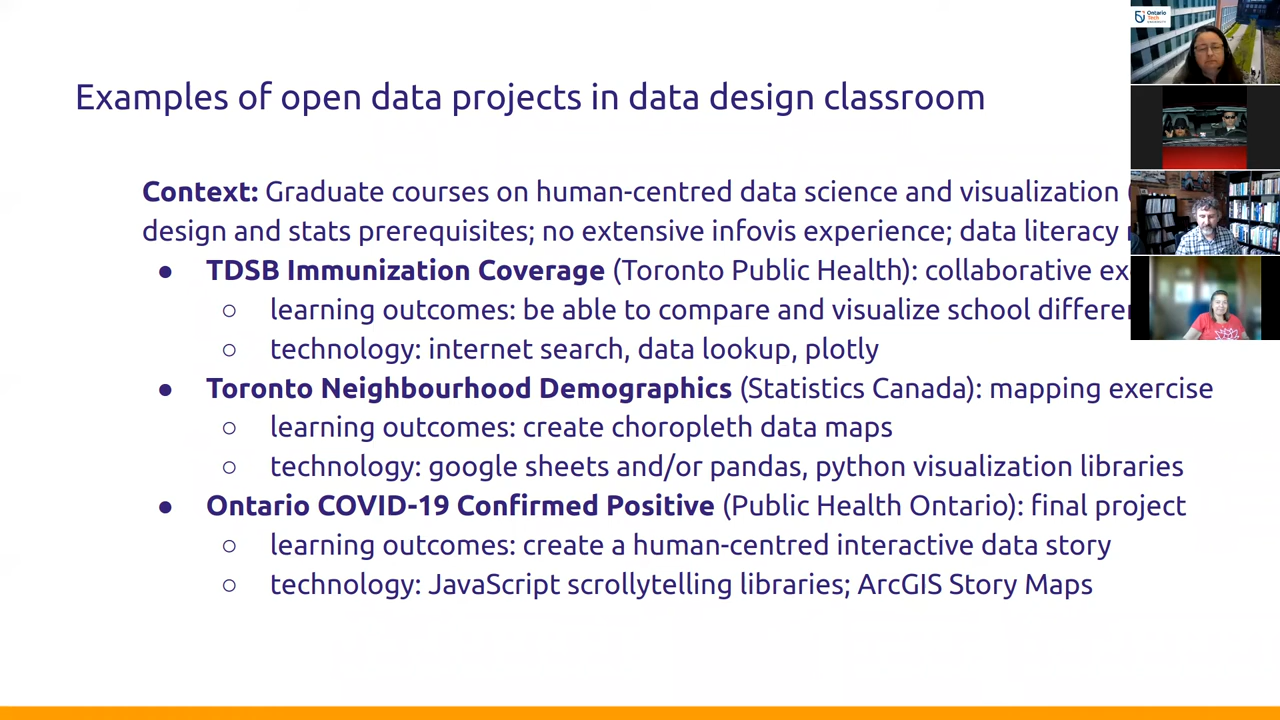 Examples of open data projects in data design classroom
Context: Graduate courses on human-centred data science and visualization (
design and stats prerequisites; no extensive infovis experience; data literacy
● TDSB Immunization Coverage (Toronto Public Health): collaborative ex
○ learning outcomes: be able to compare and visualize school differen
○ technology: internet search, data lookup, plotly
● Toronto Neighbourhood Demographics (Statistics Canada): mapping exercise
○ learning outcomes: create choropleth data maps
○ technology: google sheets and/or pandas, python visualization libraries
● Ontario COVID-19 Confirmed Positive (Public Health Ontario): final project
○ learning outcomes: create a human-centred interactive data story
○ technology: JavaScript scrollytelling libraries; ArcGIS Story Maps
Ontario
Tech